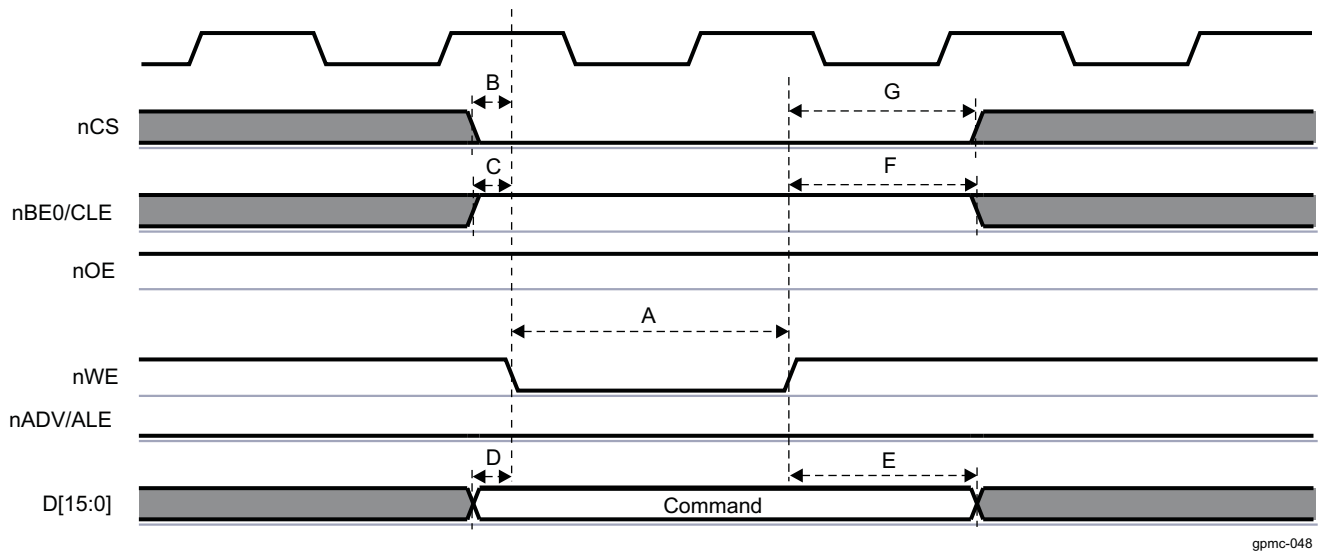 B
G
nCS
C
F
nBE0/CLE
nOE
A
nWE
nADV/ALE
D
E
D[15:0]
Command
gpmc-048